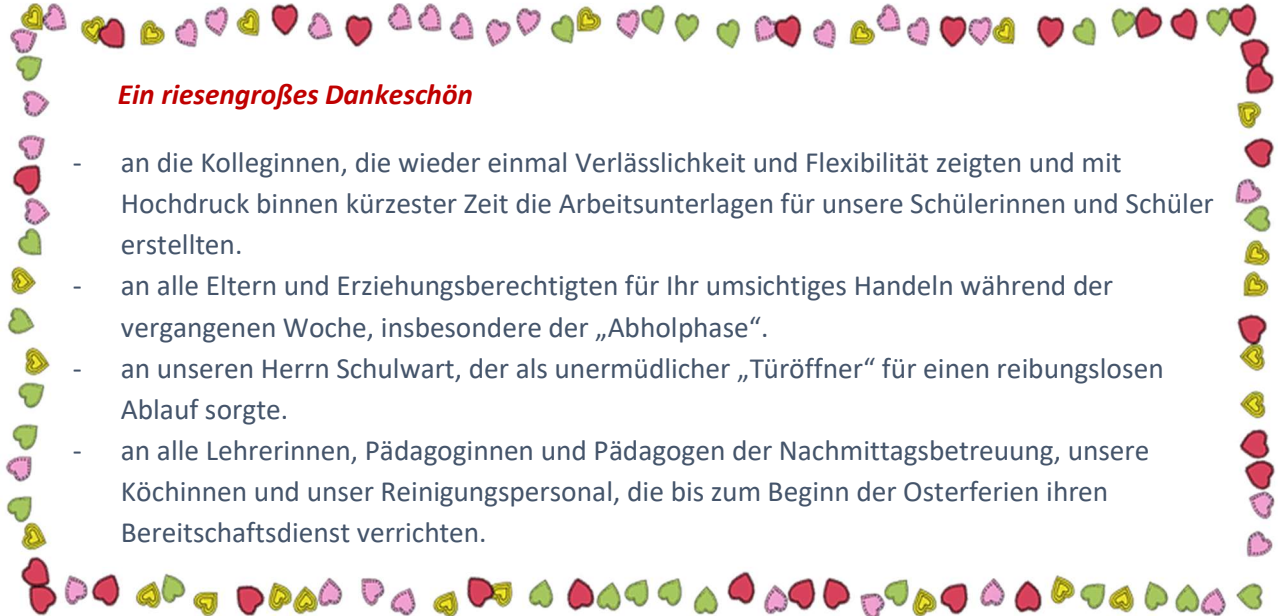 Ein riesengroßes Dankeschön
- an die Kolleginnen, die wieder einmal Verlässlichkeit und Flexibilität zeigten und mit
Hochdruck binnen kürzester Zeit die Arbeitsunterlagen für unsere Schülerinnen und Schüler
erstellten.
- an alle Eltern und Erziehungsberechtigten für Ihr umsichtiges Handeln während der
vergangenen Woche, insbesondere der „Abholphase“.
- an unseren Herrn Schulwart, der als unermüdlicher „Türöffner“ für einen reibungslosen
Ablauf sorgte.
- an alle Lehrerinnen, Pädagoginnen und Pädagogen der Nachmittagsbetreuung, unsere
Köchinnen und unser Reinigungspersonal, die bis zum Beginn der Osterferien ihren
Bereitschaftsdienst verrichten.